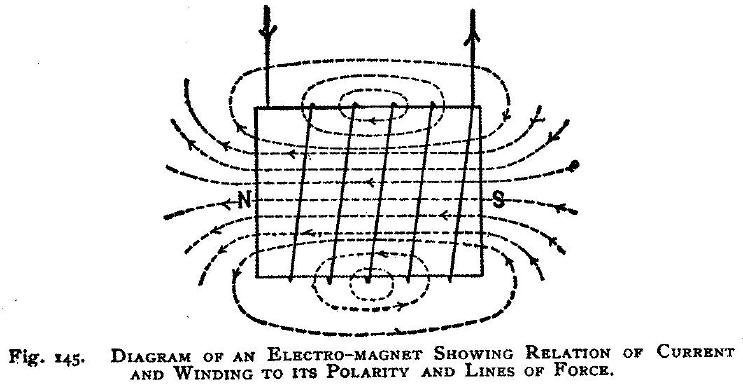 N S
Fig. 145. Diagram of an Electro-magnet Showing Relation of Current
and Winding to its Polarity and Lines of Force.